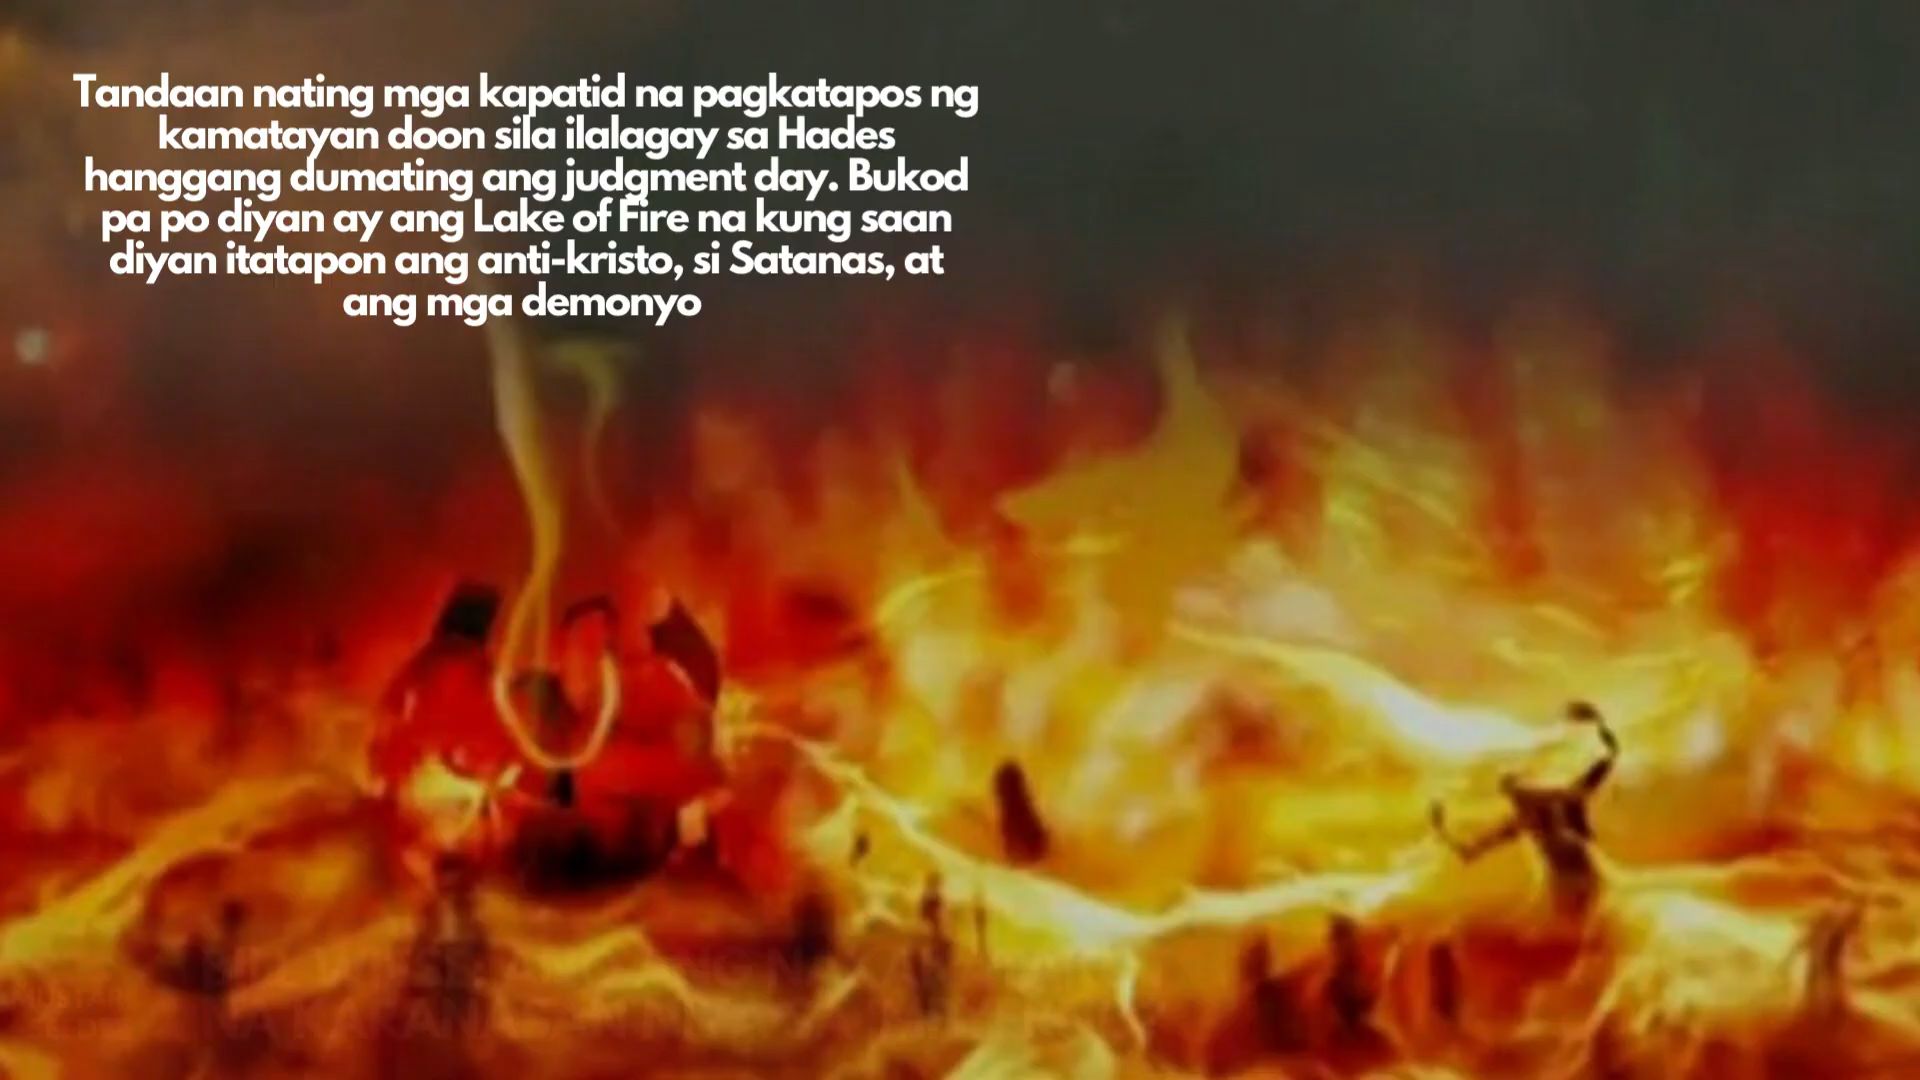 Tandaan nating mga kapatid na pagkatapos ng
kamatayan doon sila ilalagay sa Hades
hanggang dumating ang judgment day. Bukod
pa po diyan ay ang Lake of Fire na kung saan
diyan itatapon ang anti-kristo, si Satanas, at
ang mga demonyo